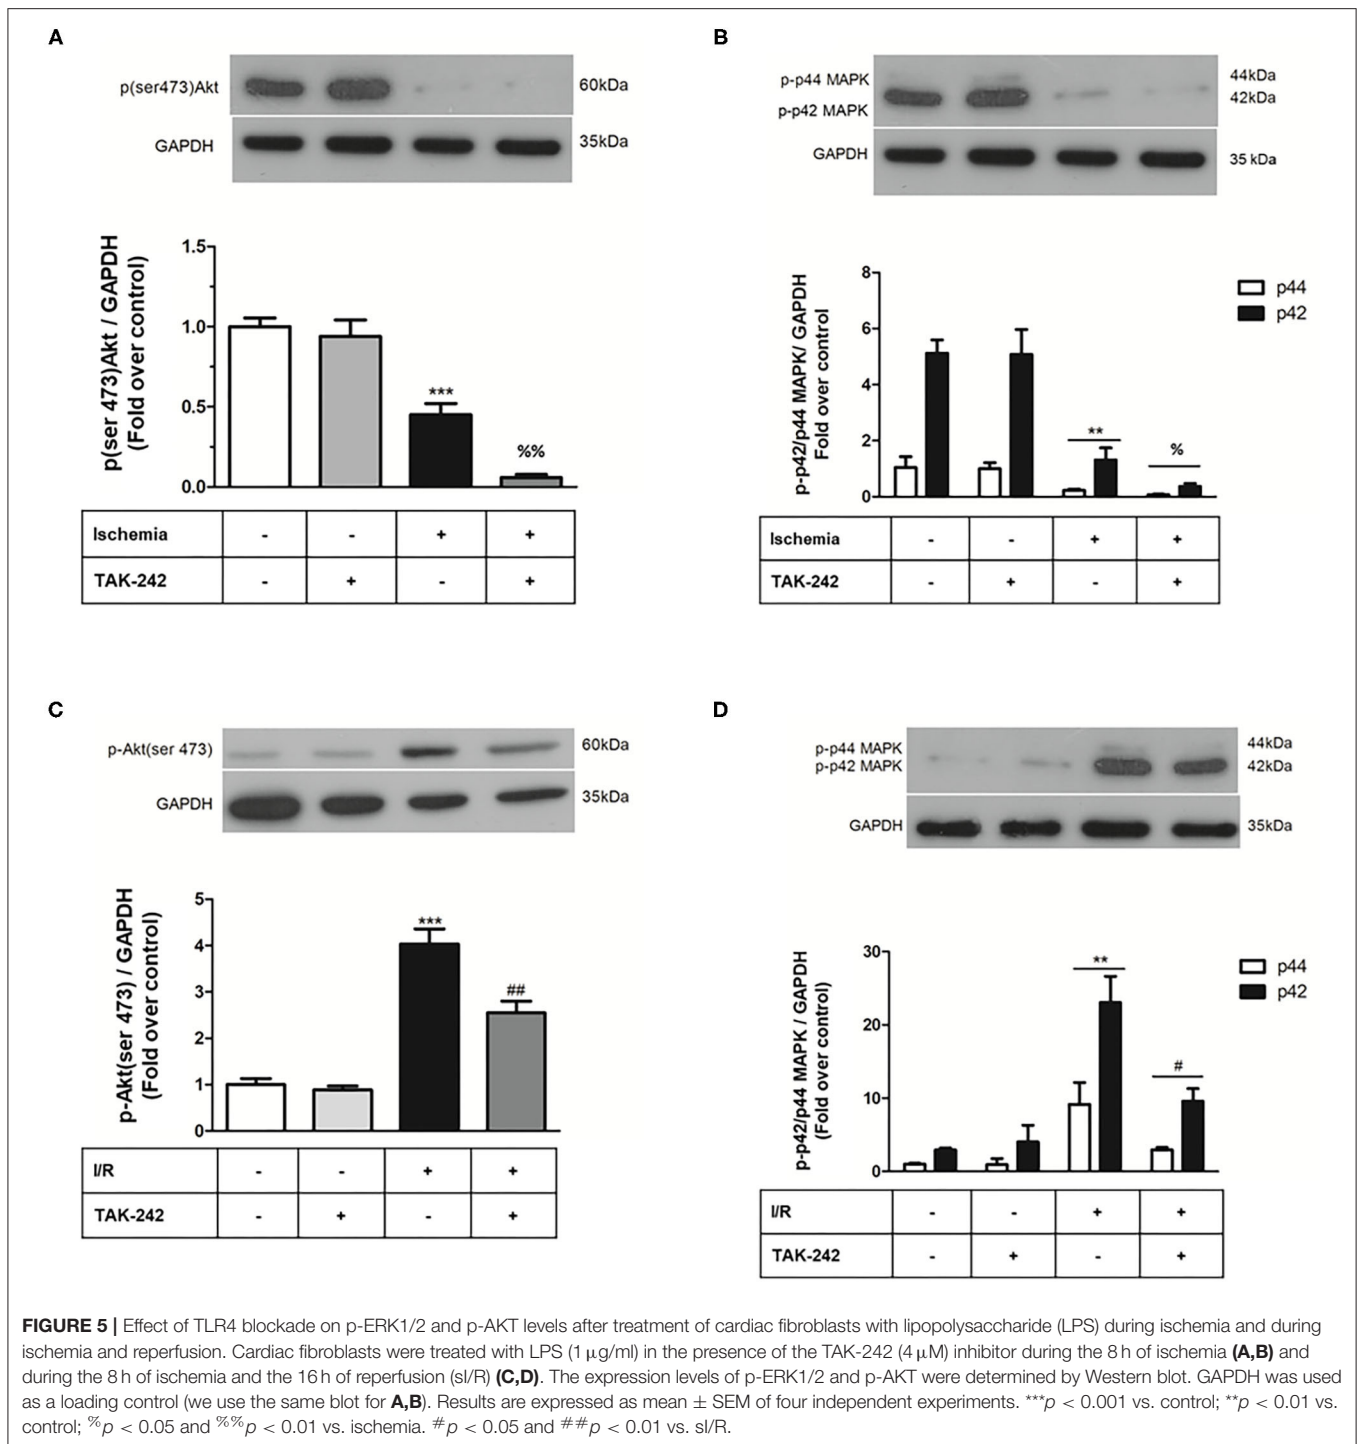 A
p(ser473)Akt
60kDa
GAPDH
35kDa
p(ser 473)Akt / GAPDH
(Fold over control)
1.5
1.0
0.5
0.0
***
%%
Ischemia - - + +
TAK-242 - + - +
B
p-p44 MAPK
44kDa
p-p42 MAPK
42kDa
GAPDH
35 kDa
p-p42/p44 MAPK/ GAPDH
Fold over control
8
6
4
2
0
p44
p42
**
%
Ischemia - - + +
TAK-242 - + - +
C
p-Akt(ser 473)
60kDa
GAPDH
35kDa
p-Akt(ser 473) / GAPDH
(Fold over control)
5
4
3
2
1
0
***
##
I/R - - + +
TAK-242 - + - +
D
p-p44 MAPK
44kDa
p-p42 MAPK
42kDa
GAPDH
35kDa
p-p42/p44 MAPK / GAPDH
(Fold over control)
30
20
10
0
p44
p42
**
#
I/R - - + +
TAK-242 - + - +
FIGURE 5 | Effect of TLR4 blockade on p-ERK1/2 and p-AKT levels after treatment of cardiac fibroblasts with lipopolysaccharide (LPS) during ischemia and during
ischemia and reperfusion. Cardiac fibroblasts were treated with LPS (1 μg/ml) in the presence of the TAK-242 (4 μM) inhibitor during the 8 h of ischemia (A,B) and
during the 8 h of ischemia and the 16 h of reperfusion (sI/R) (C,D). The expression levels of p-ERK1/2 and p-AKT were determined by Western blot. GAPDH was used
as a loading control (we use the same blot for A,B). Results are expressed as mean ± SEM of four independent experiments. ***p < 0.001 vs. control; **p < 0.01 vs.
control; %p < 0.05 and %%p < 0.01 vs. ischemia. #p < 0.05 and ##p < 0.01 vs. sI/R.